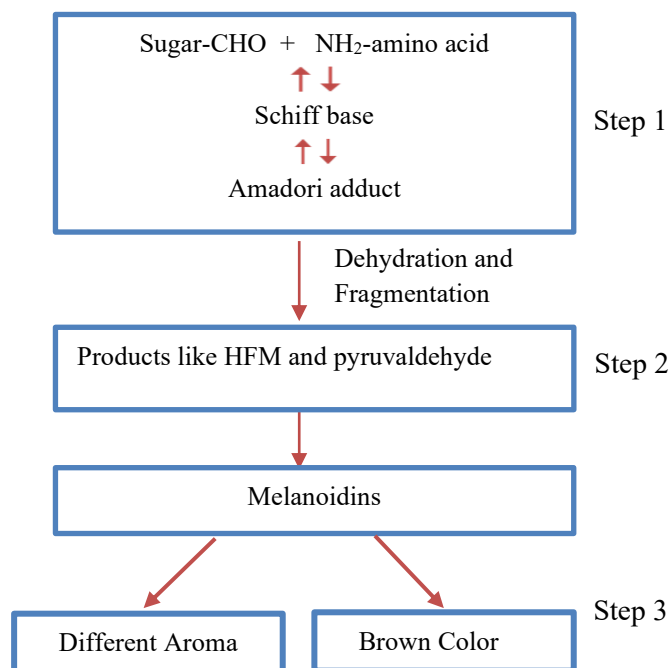 Sugar-CHO + NH₂-amino acid
Schiff base
Step 1
Amadori adduct
Dehydration and
Fragmentation
Products like HFM and pyruvaldehyde
Step 2
Melanoidins
Step 3
Different Aroma
Brown Color